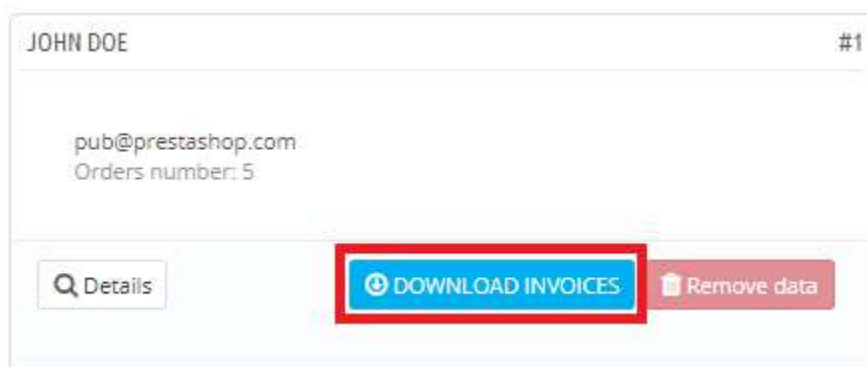 JOHN DOE #1
pub@prestashop.com
Orders number: 5
Details DOWNLOAD INVOICES Remove data